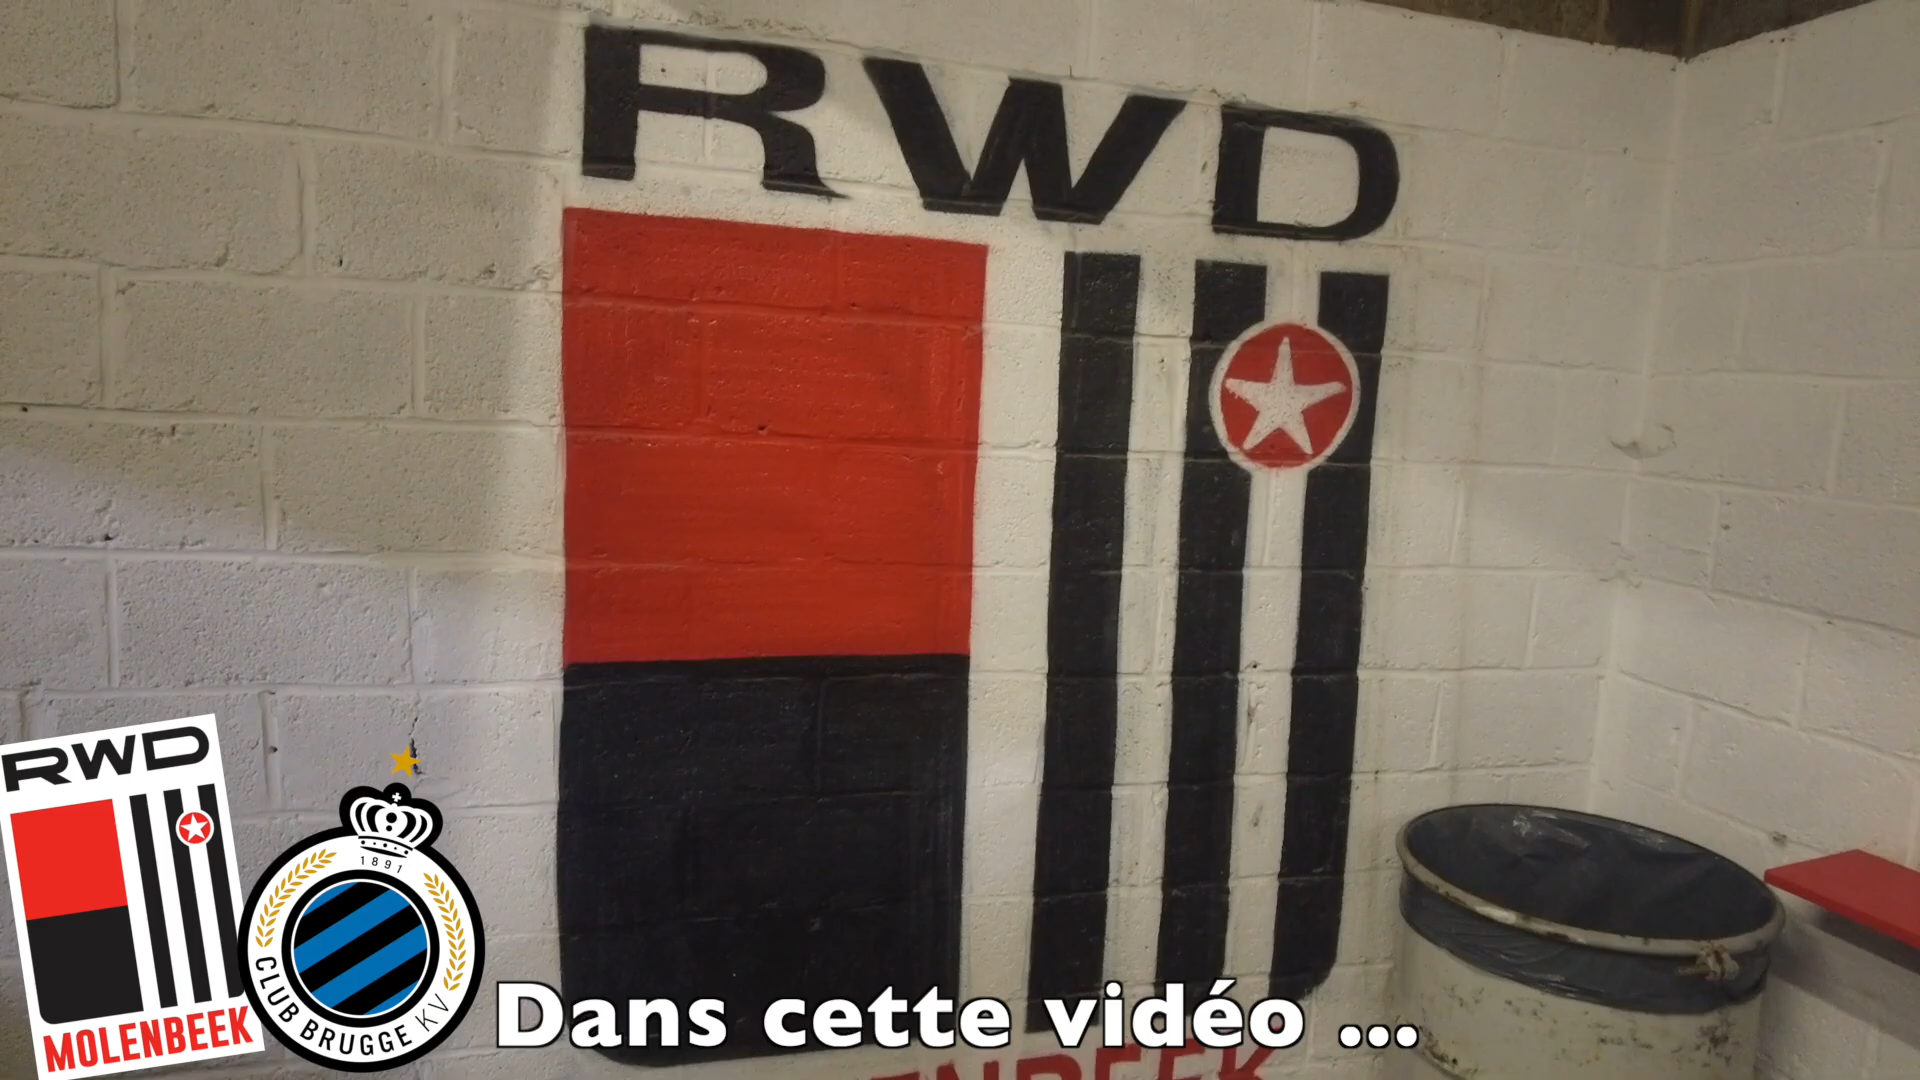 RWD
RWD
MOLENBEEK
1891
CLUB BRUGGE KV
Dans cette vidéo ...